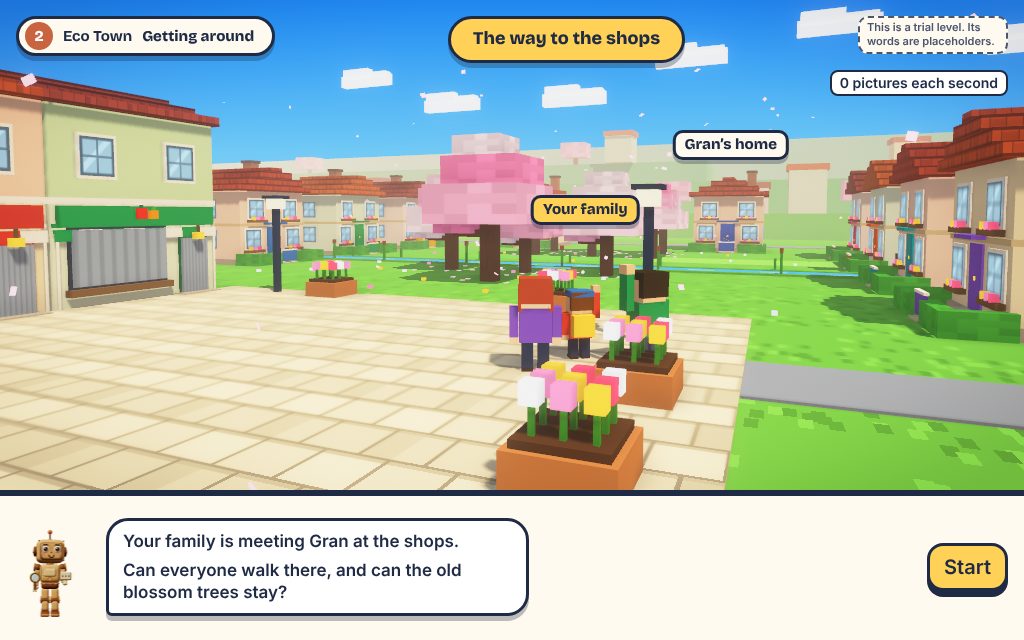 2 Eco Town Getting around
The way to the shops
This is a trial level. Its
words are placeholders.
0 pictures each second
Gran's home
Your family
Your family is meeting Gran at the shops.
Can everyone walk there, and can the old
blossom trees stay?
Start